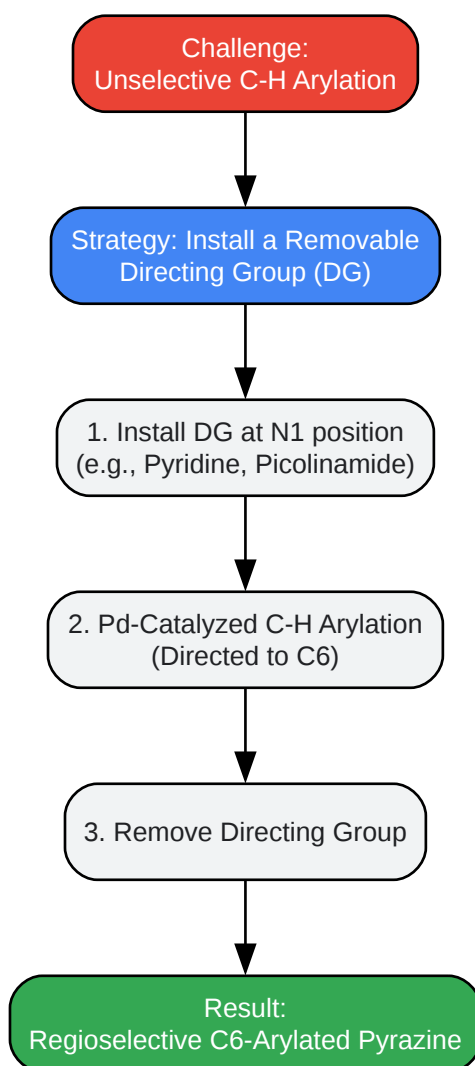 Challenge:
Unselective C-H Arylation
Strategy: Install a Removable
Directing Group (DG)
1. Install DG at N1 position
(e.g., Pyridine, Picolinamide)
2. Pd-Catalyzed C-H Arylation
(Directed to C6)
3. Remove Directing Group
Result:
Regioselective C6-Arylated Pyrazine